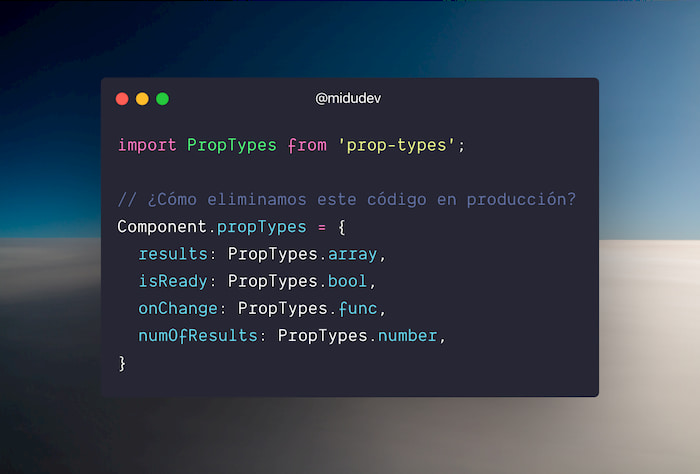 @midudev
import PropTypes from 'prop-types';
// ¿Cómo eliminamos este código en producción?
Component.propTypes = {
results: PropTypes.array,
isReady: PropTypes.bool,
onChange: PropTypes.func,
numOfResults: PropTypes.number,
}